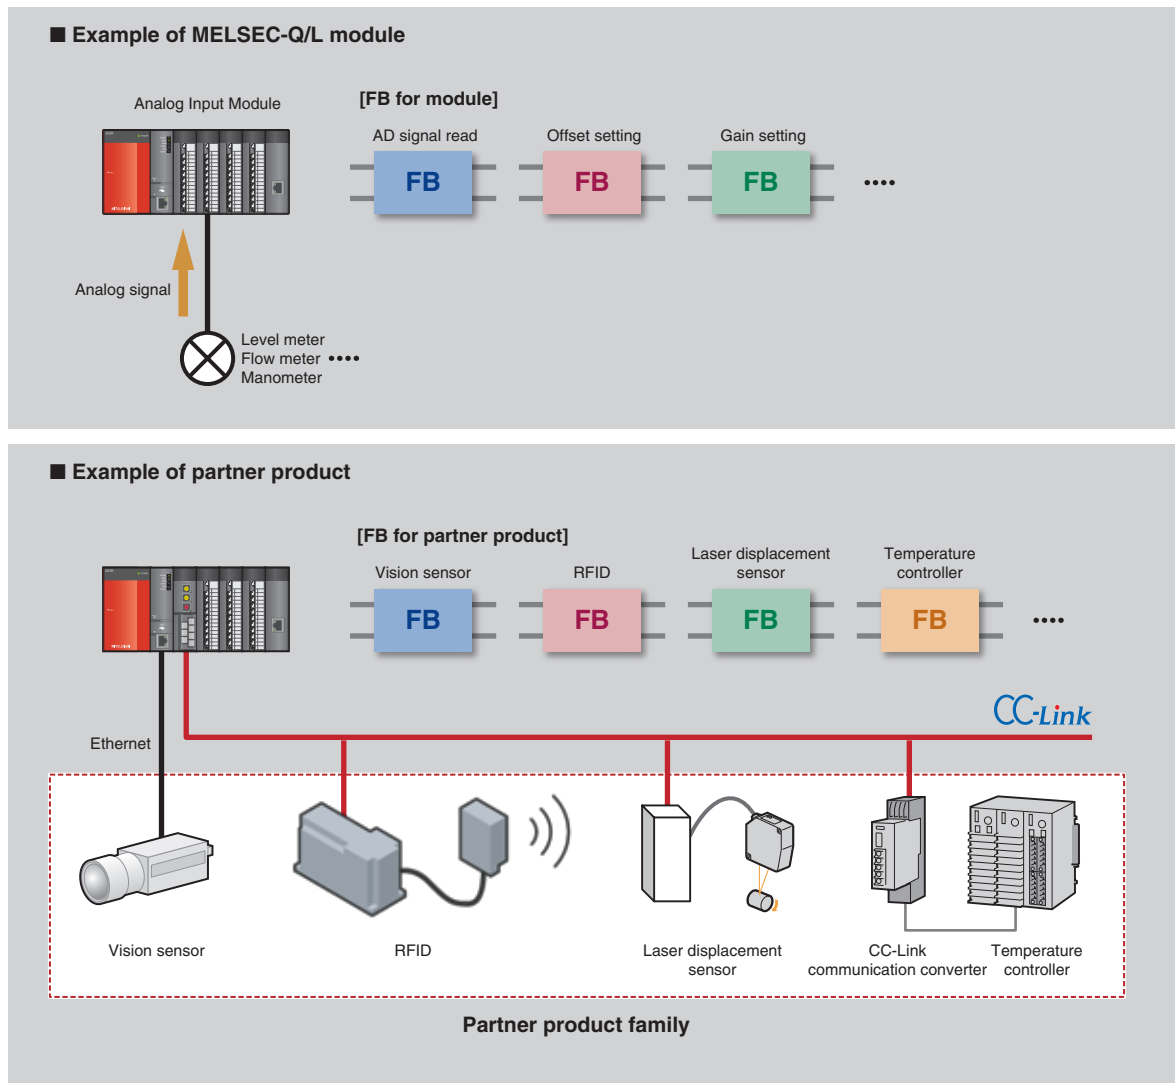 ■ Example of MELSEC-Q/L module
Analog Input Module
[FB for module]
AD signal read
Offset setting
Gain setting
FB
FB
FB
••••
Analog signal
Level meter
Flow meter ••••
Manometer
■ Example of partner product
[FB for partner product]
Vision sensor
RFID
Laser displacement
sensor
Temperature
controller
FB
FB
FB
FB
••••
CC-Link
Ethernet
Vision sensor
RFID
Laser displacement
sensor
CC-Link
communication converter
Temperature
controller
Partner product family